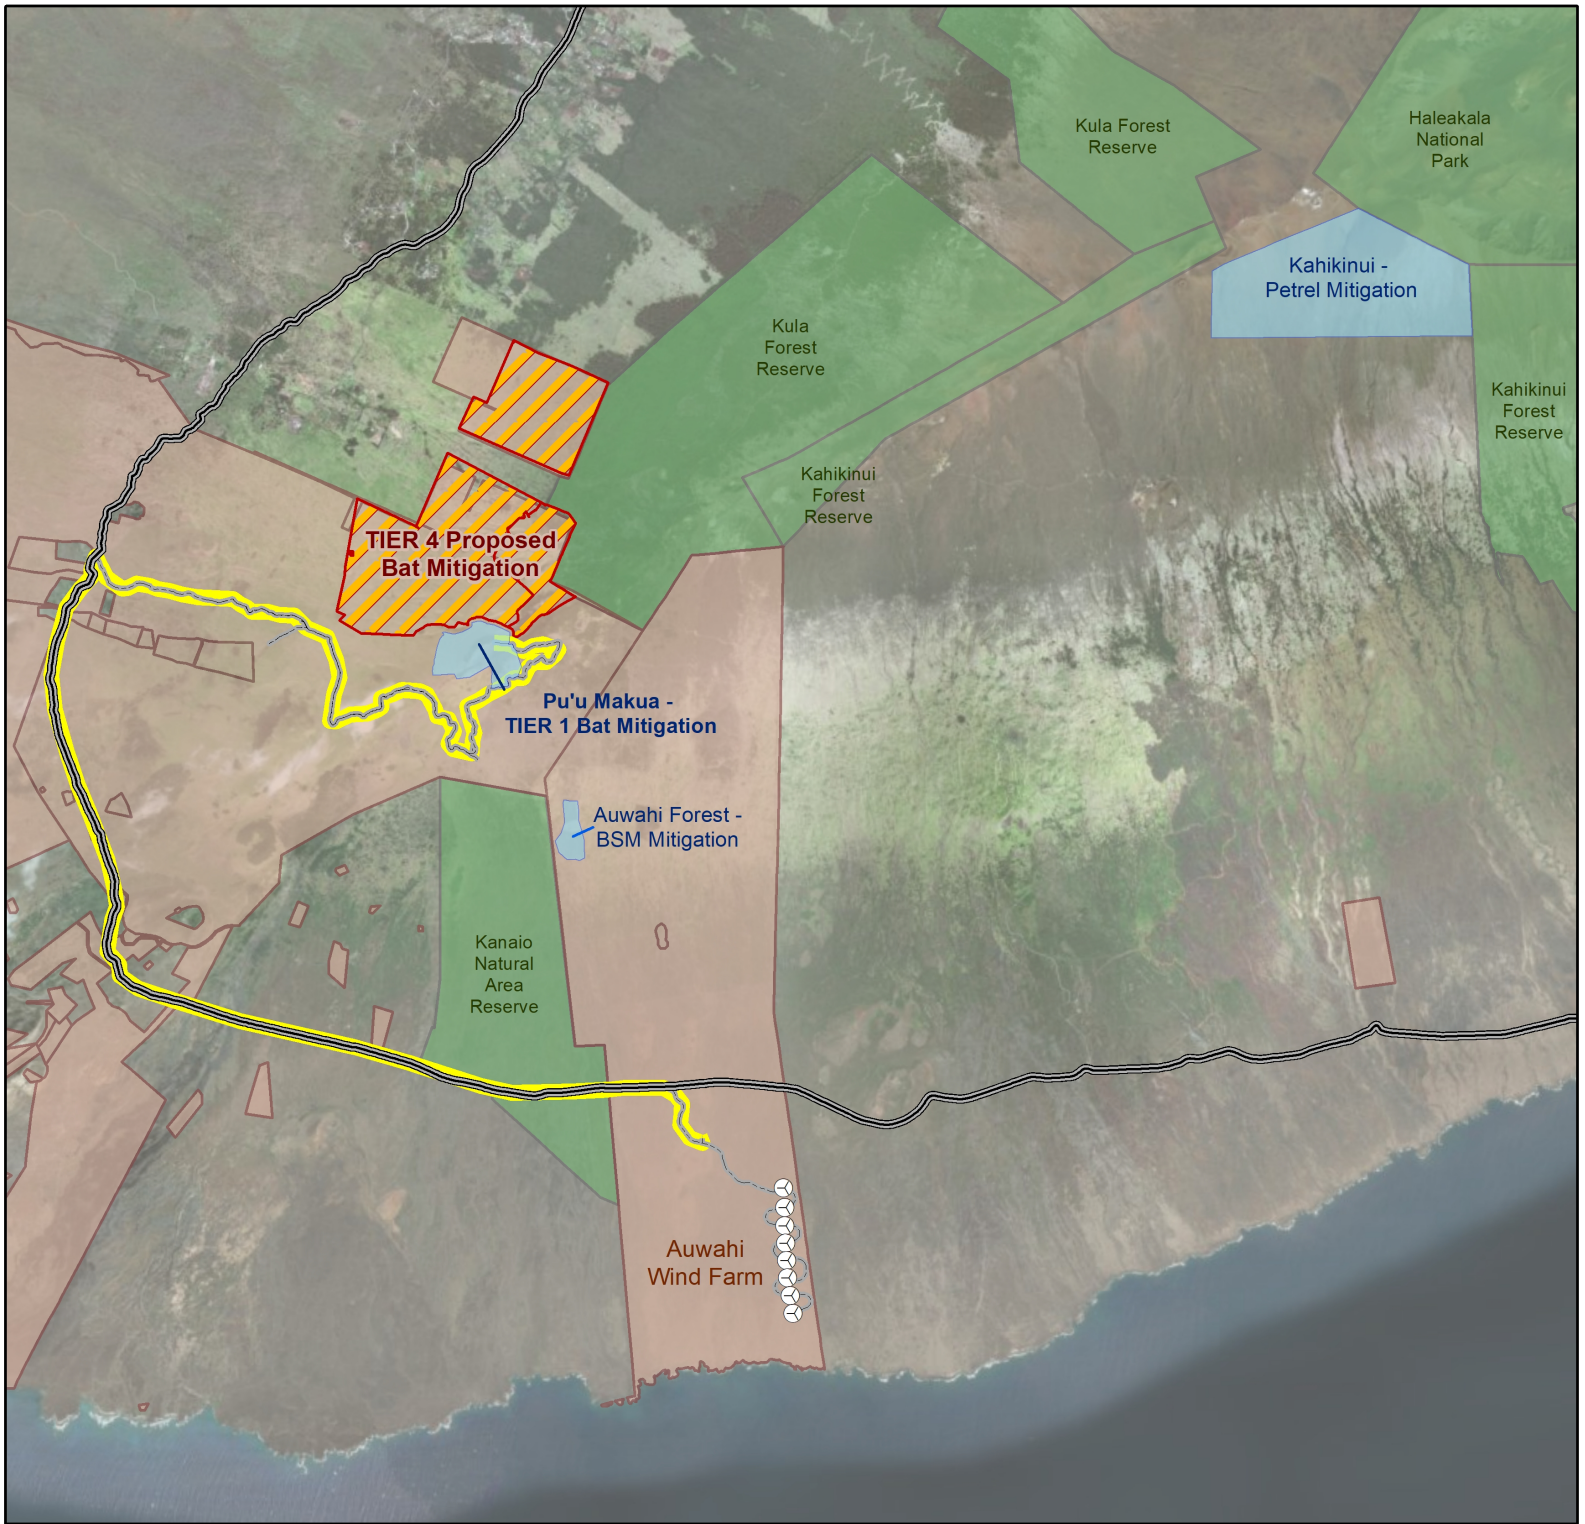 Kula Forest
Reserve
Haleakala
National
Park
Kahikinui -
Petrel Mitigation
Kula
Forest
Reserve
Kahikinui
Forest
Reserve
Kahikinui
Forest
Reserve
TIER 4 Proposed
Bat Mitigation
Pu'u Makua -
TIER 1 Bat Mitigation
Auwahi Forest -
BSM Mitigation
Kanaio
Natural
Area
Reserve
Auwahi
Wind Farm